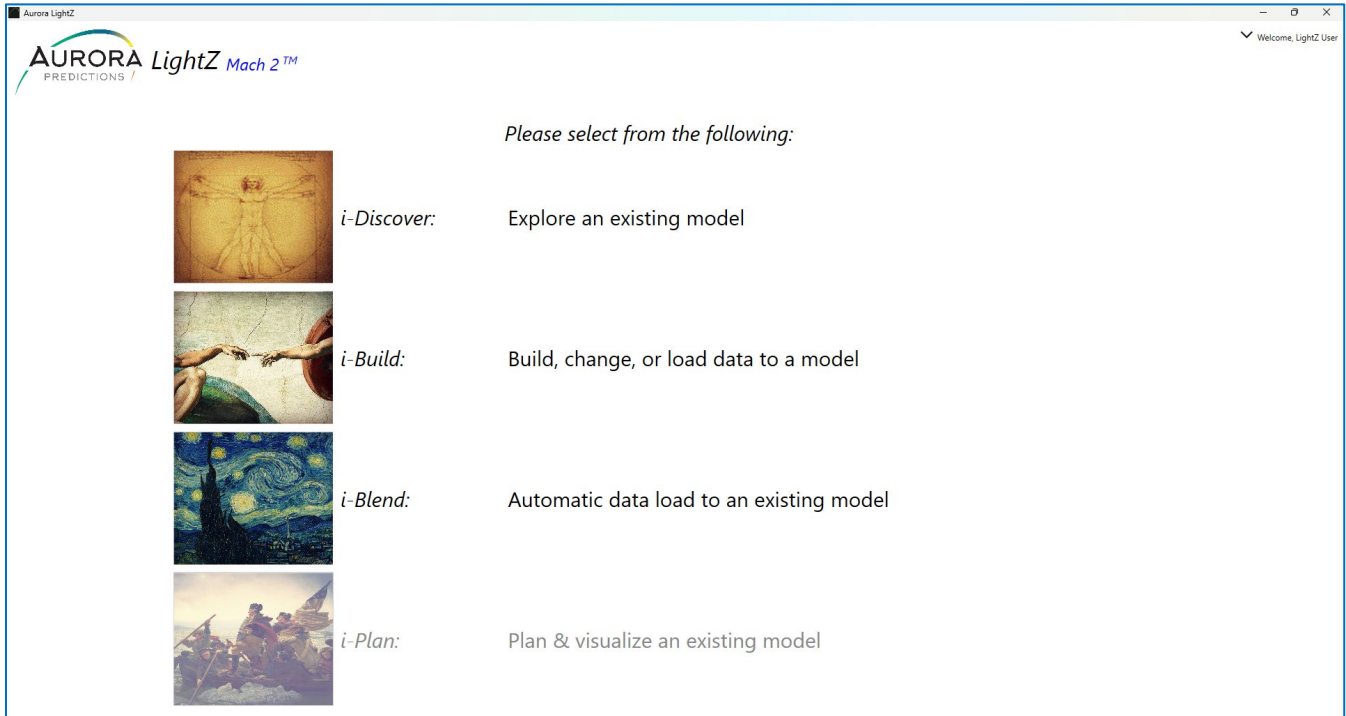 Aurora LightZ
Welcome, LightZ User
AURORA
PREDICTIONS
LightZ Mach 2™
Please select from the following:
i-Discover: Explore an existing model
i-Build: Build, change, or load data to a model
i-Blend: Automatic data load to an existing model
i-Plan: Plan & visualize an existing model